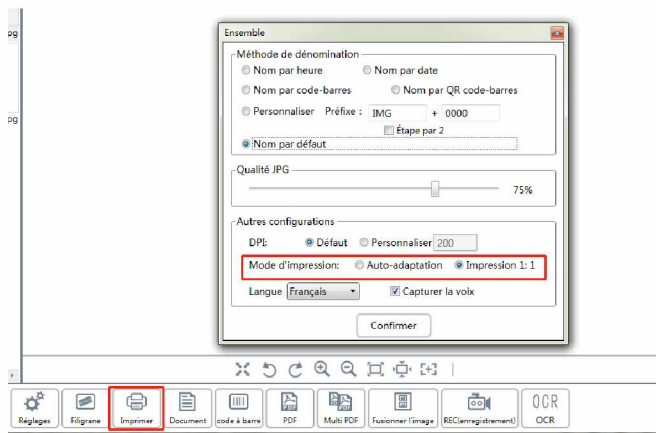 pg
pg
Ensemble
Méthode de dénomination
Nom par heure Nom par date
Nom par code-barres Nom par QR code-barres
Personnaliser Préfixe : IMG + 0000
Étape par 2
Nom par défaut
Qualité JPG
75%
Autres configurations
DPI: Défaut Personnaliser 200
Mode d'impression: Auto-adaptation Impression 1: 1
Langue Français Capturer la voix
Confirmer
Réglages Filigrane Imprimer Document code à barre PDF Multi PDF Fusionner l'image REC(enregistrement) OCR OCR